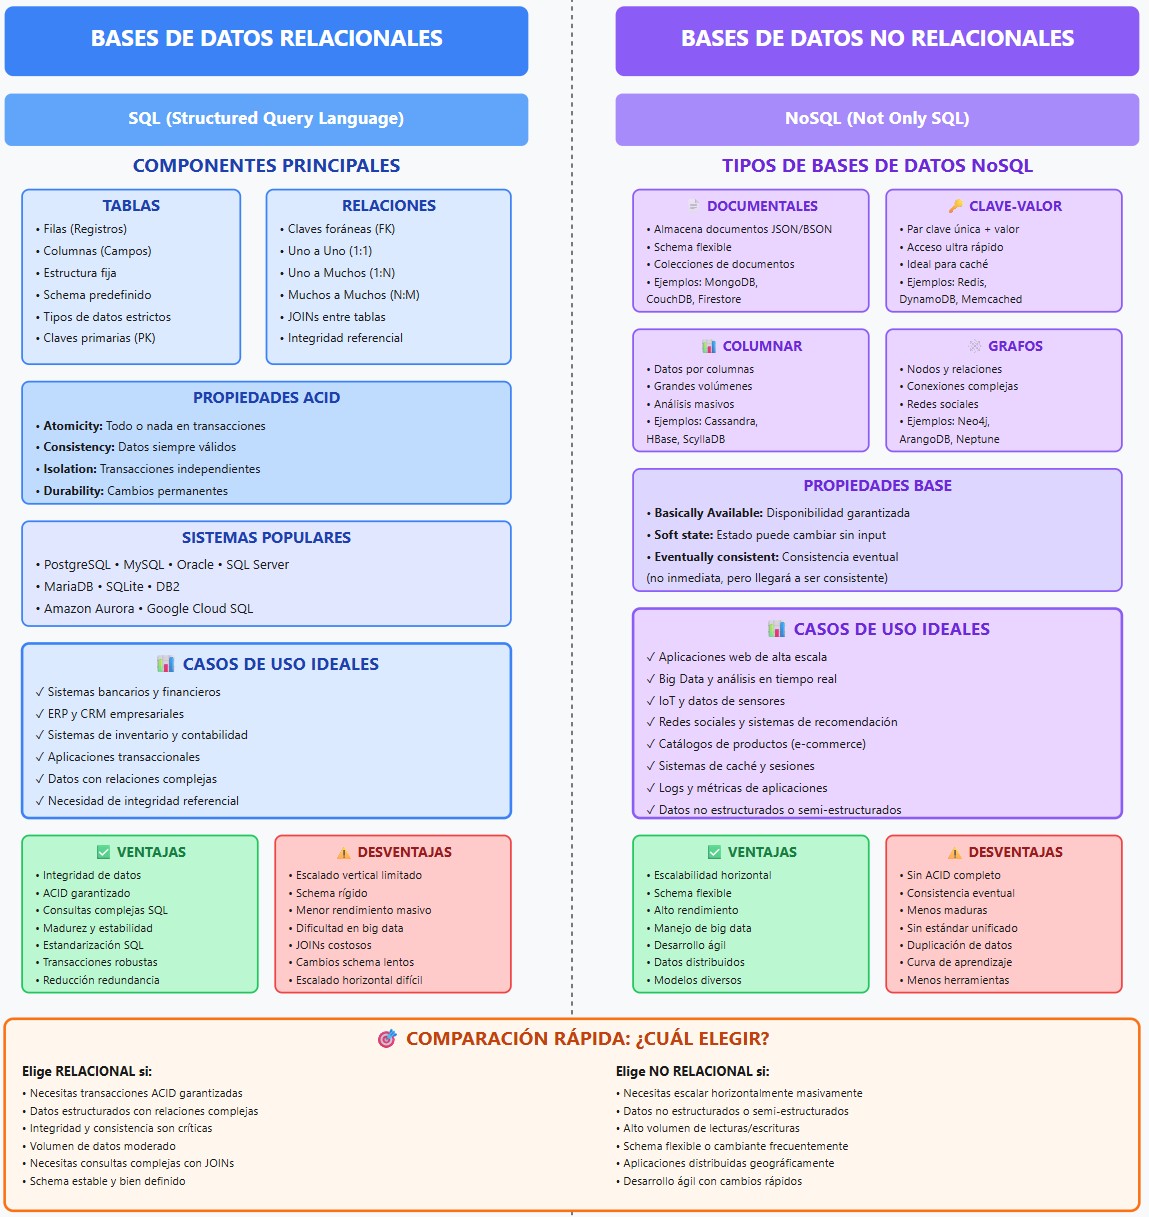 BASES DE DATOS RELACIONALES
SQL (Structured Query Language)
COMPONENTES PRINCIPALES
TABLAS
• Filas (Registros)
• Columnas (Campos)
• Estructura fija
• Schema predefinido
• Tipos de datos estrictos
• Claves primarias (PK)
RELACIONES
• Claves foráneas (FK)
• Uno a Uno (1:1)
• Uno a Muchos (1:N)
• Muchos a Muchos (N:M)
• JOINs entre tablas
• Integridad referencial
PROPIEDADES ACID
• Atomicity: Todo o nada en transacciones
• Consistency: Datos siempre válidos
• Isolation: Transacciones independientes
• Durability: Cambios permanentes
SISTEMAS POPULARES
• PostgreSQL • MySQL • Oracle • SQL Server
• MariaDB • SQLite • DB2
• Amazon Aurora • Google Cloud SQL
📊 CASOS DE USO IDEALES
✓ Sistemas bancarios y financieros
✓ ERP y CRM empresariales
✓ Sistemas de inventario y contabilidad
✓ Aplicaciones transaccionales
✓ Datos con relaciones complejas
✓ Necesidad de integridad referencial
✅ VENTAJAS
• Integridad de datos
• ACID garantizado
• Consultas complejas SQL
• Madurez y estabilidad
• Estandarización SQL
• Transacciones robustas
• Reducción redundancia
⚠️ DESVENTAJAS
• Escalado vertical limitado
• Schema rígido
• Menor rendimiento masivo
• Dificultad en big data
• JOINs costosos
• Cambios schema lentos
• Escalado horizontal difícil
BASES DE DATOS NO RELACIONALES
NoSQL (Not Only SQL)
TIPOS DE BASES DE DATOS NoSQL
📄 DOCUMENTALES
• Almacena documentos JSON/BSON
• Schema flexible
• Colecciones de documentos
• Ejemplos: MongoDB,
CouchDB, Firestore
🔑 CLAVE-VALOR
• Par clave única + valor
• Acceso ultra rápido
• Ideal para caché
• Ejemplos: Redis,
DynamoDB, Memcached
📊 COLUMNAR
• Datos por columnas
• Grandes volúmenes
• Análisis masivos
• Ejemplos: Cassandra,
HBase, ScyllaDB
🕸️ GRAFOS
• Nodos y relaciones
• Conexiones complejas
• Redes sociales
• Ejemplos: Neo4j,
ArangoDB, Neptune
PROPIEDADES BASE
• Basically Available: Disponibilidad garantizada
• Soft state: Estado puede cambiar sin input
• Eventually consistent: Consistencia eventual
(no inmediata, pero llegará a ser consistente)
📊 CASOS DE USO IDEALES
✓ Aplicaciones web de alta escala
✓ Big Data y análisis en tiempo real
✓ IoT y datos de sensores
✓ Redes sociales y sistemas de recomendación
✓ Catálogos de productos (e-commerce)
✓ Sistemas de caché y sesiones
✓ Logs y métricas de aplicaciones
✓ Datos no estructurados o semi-estructurados
✅ VENTAJAS
• Escalabilidad horizontal
• Schema flexible
• Alto rendimiento
• Manejo de big data
• Desarrollo ágil
• Datos distribuidos
• Modelos diversos
⚠️ DESVENTAJAS
• Sin ACID completo
• Consistencia eventual
• Menos maduras
• Sin estándar unificado
• Duplicación de datos
• Curva de aprendizaje
• Menos herramientas
🎯 COMPARACIÓN RÁPIDA: ¿CUÁL ELEGIR?
Elige RELACIONAL si:
• Necesitas transacciones ACID garantizadas
• Datos estructurados con relaciones complejas
• Integridad y consistencia son críticas
• Volumen de datos moderado
• Necesitas consultas complejas con JOINs
• Schema estable y bien definido
Elige NO RELACIONAL si:
• Necesitas escalar horizontalmente masivamente
• Datos no estructurados o semi-estructurados
• Alto volumen de lecturas/escrituras
• Schema flexible o cambiante frecuentemente
• Aplicaciones distribuidas geográficamente
• Desarrollo ágil con cambios rápidos